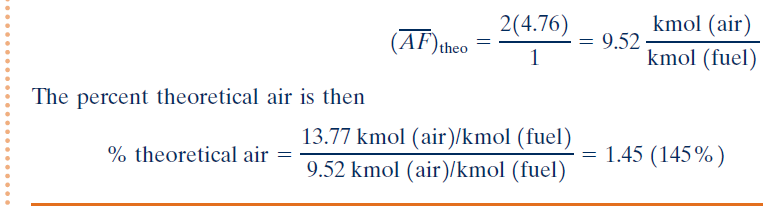 (A̅F̅)theo = 2(4.76)/1 = 9.52 kmol (air)/kmol (fuel)
The percent theoretical air is then
% theoretical air = 13.77 kmol (air)/kmol (fuel)/9.52 kmol (air)/kmol (fuel) = 1.45 (145%)